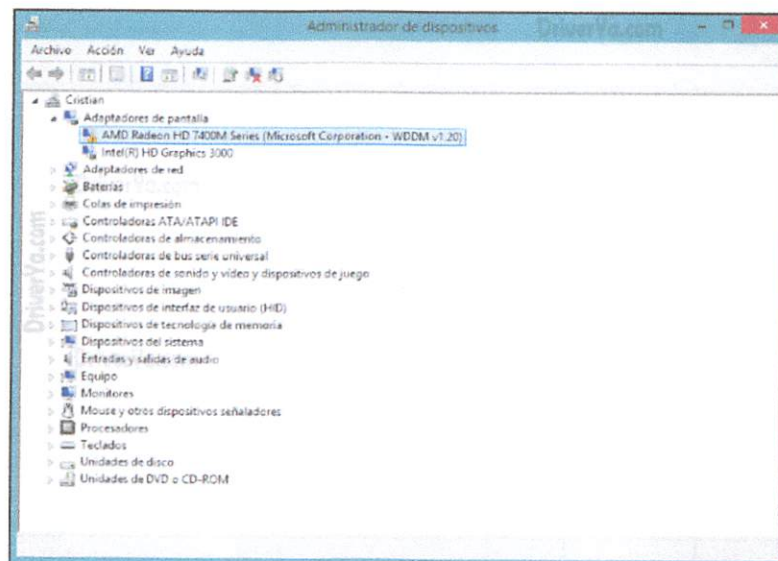 Administrador de dispositivos
DriverYa.com
Archivo Acción Ver Ayuda
Cristian
Adaptadores de pantalla
AMD Radeon HD 7400M Series (Microsoft Corporation - WDDM v1.20)
Intel(R) HD Graphics 3000
Adaptadores de red
Baterías
Colas de impresión
Controladoras ATA/ATAPI IDE
Controladoras de almacenamiento
Controladoras de bus serie universal
Controladoras de sonido y vídeo y dispositivos de juego
Dispositivos de imagen
Dispositivos de interfaz de usuario (HID)
Dispositivos de tecnología de memoria
Dispositivos del sistema
Entradas y salidas de audio
Equipo
Monitores
Mouse y otros dispositivos señaladores
Procesadores
Teclados
Unidades de disco
Unidades de DVD o CD-ROM
DriverYa.com